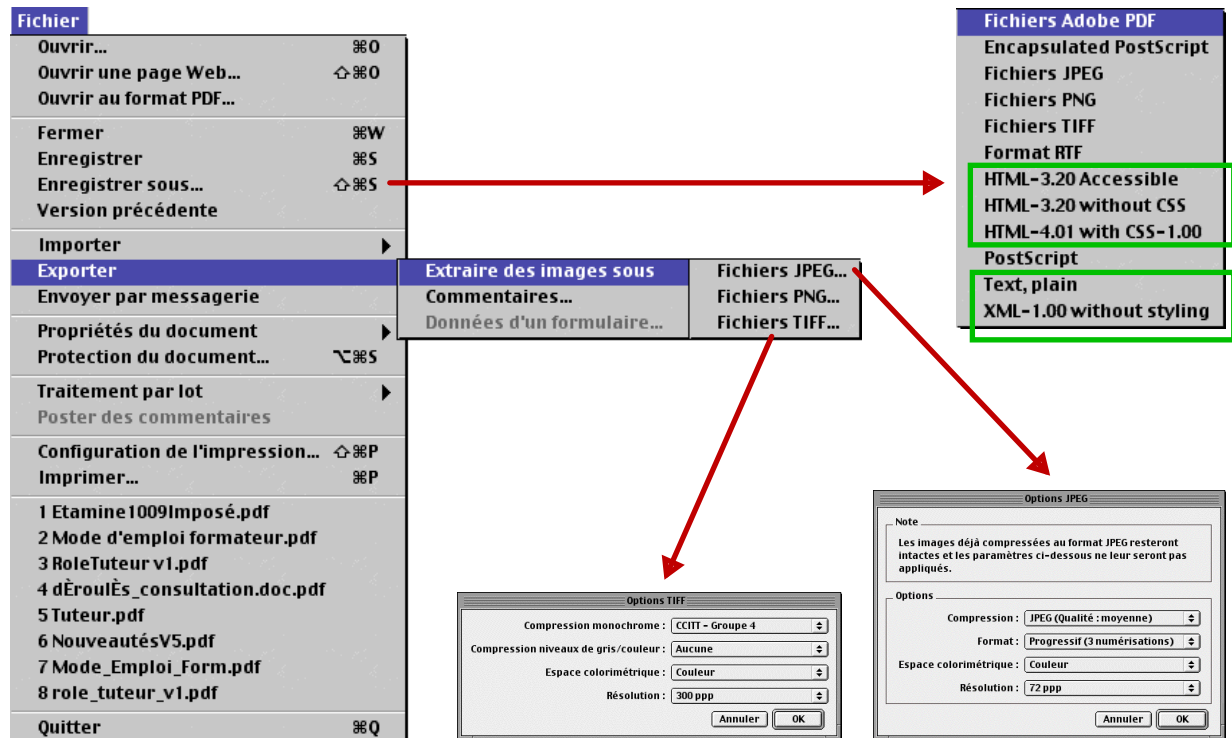 Fichier
Ouvrir... ⌘O
Ouvrir une page Web... ⇧⌘O
Ouvrir au format PDF...
Fermer ⌘W
Enregistrer ⌘S
Enregistrer sous... ⇧⌘S
Version précédente
Importer
Exporter
Envoyer par messagerie
Propriétés du document
Protection du document... ⌥⌘S
Traitement par lot
Poster des commentaires
Configuration de l'impression... ⇧⌘P
Imprimer... ⌘P
1 Etamine1009Imposé.pdf
2 Mode d'emploi formateur.pdf
3 RoleTuteur v1.pdf
4 dÈroulÈs_consultation.doc.pdf
5 Tuteur.pdf
6 NouveautésV5.pdf
7 Mode_Emploi_Form.pdf
8 role_tuteur_v1.pdf
Quitter ⌘Q
Extraire des images sous
Commentaires...
Données d'un formulaire...
Fichiers JPEG...
Fichiers PNG...
Fichiers TIFF...
Fichiers Adobe PDF
Encapsulated PostScript
Fichiers JPEG
Fichiers PNG
Fichiers TIFF
Format RTF
HTML-3.20 Accessible
HTML-3.20 without CSS
HTML-4.01 with CSS-1.00
PostScript
Text, plain
XML-1.00 without styling
Options TIFF
Compression monochrome : CCITT - Groupe 4
Compression niveaux de gris/couleur : Aucune
Espace colorimétrique : Couleur
Résolution : 300 ppp
Annuler OK
Options JPEG
Note
Les images déjà compressées au format JPEG resteront
intactes et les paramètres ci-dessous ne leur seront pas
appliqués.
Options
Compression : JPEG (Qualité : moyenne)
Format : Progressif (3 numérisations)
Espace colorimétrique : Couleur
Résolution : 72 ppp
Annuler OK